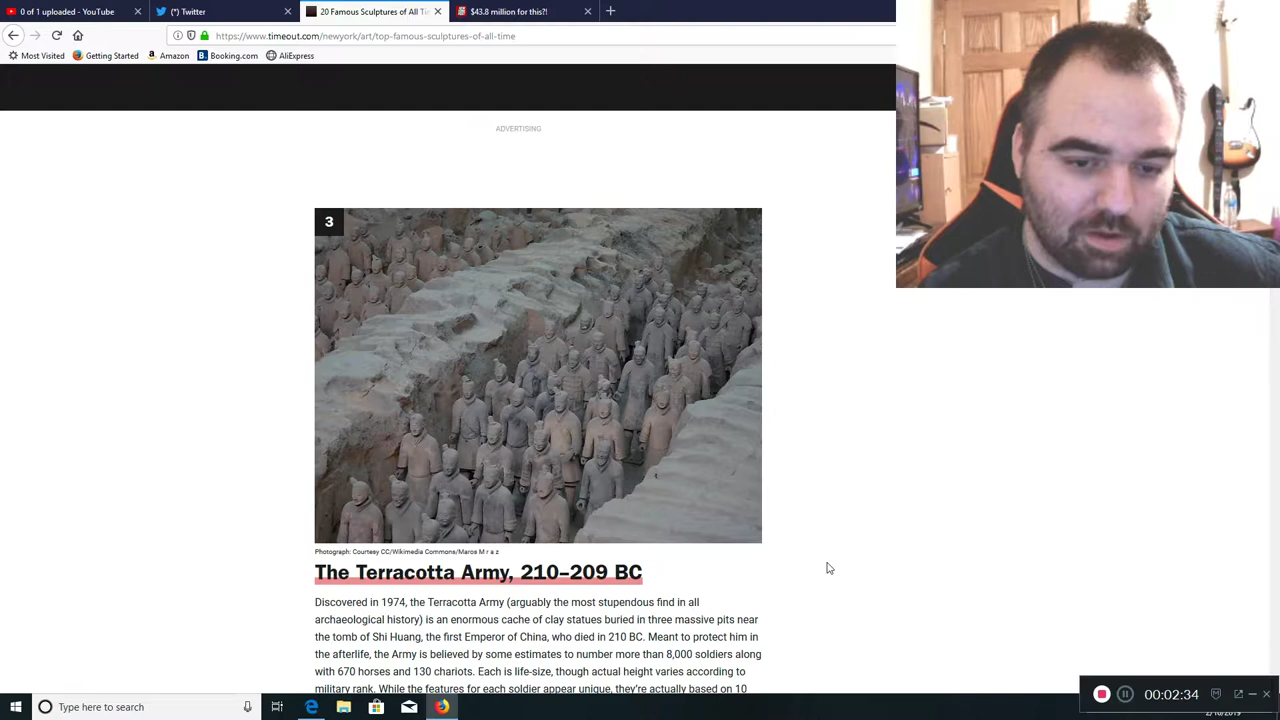 0 of 1 uploaded - YouTube
(*) Twitter
20 Famous Sculptures of All Ti
$43.8 million for this?!
https://www.timeout.com/newyork/art/top-famous-sculptures-of-all-time
Most Visited Getting Started Amazon Booking.com AliExpress
ADVERTISING
3
Photograph: Courtesy CC/Wikimedia Commons/Maros M r a z
The Terracotta Army, 210–209 BC
Discovered in 1974, the Terracotta Army (arguably the most stupendous find in all
archaeological history) is an enormous cache of clay statues buried in three massive pits near
the tomb of Shi Huang, the first Emperor of China, who died in 210 BC. Meant to protect him in
the afterlife, the Army is believed by some estimates to number more than 8,000 soldiers along
with 670 horses and 130 chariots. Each is life-size, though actual height varies according to
military rank. While the features for each soldier appear unique, they're actually based on 10
00:02:34
Type here to search